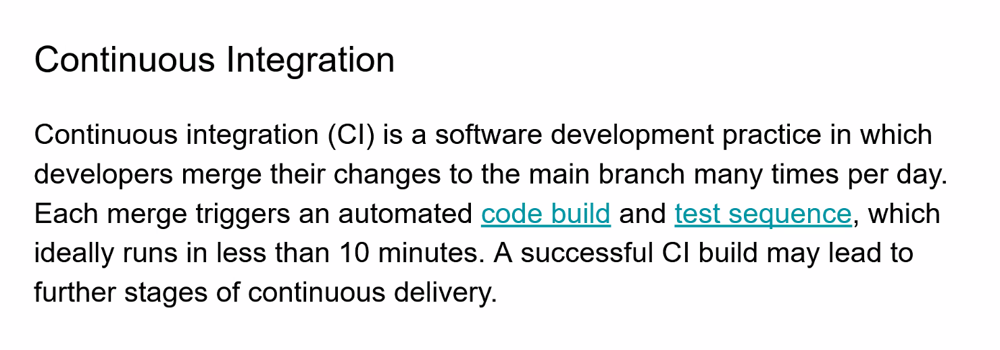 Continuous Integration
Continuous integration (CI) is a software development practice in which
developers merge their changes to the main branch many times per day.
Each merge triggers an automated code build and test sequence, which
ideally runs in less than 10 minutes. A successful CI build may lead to
further stages of continuous delivery.